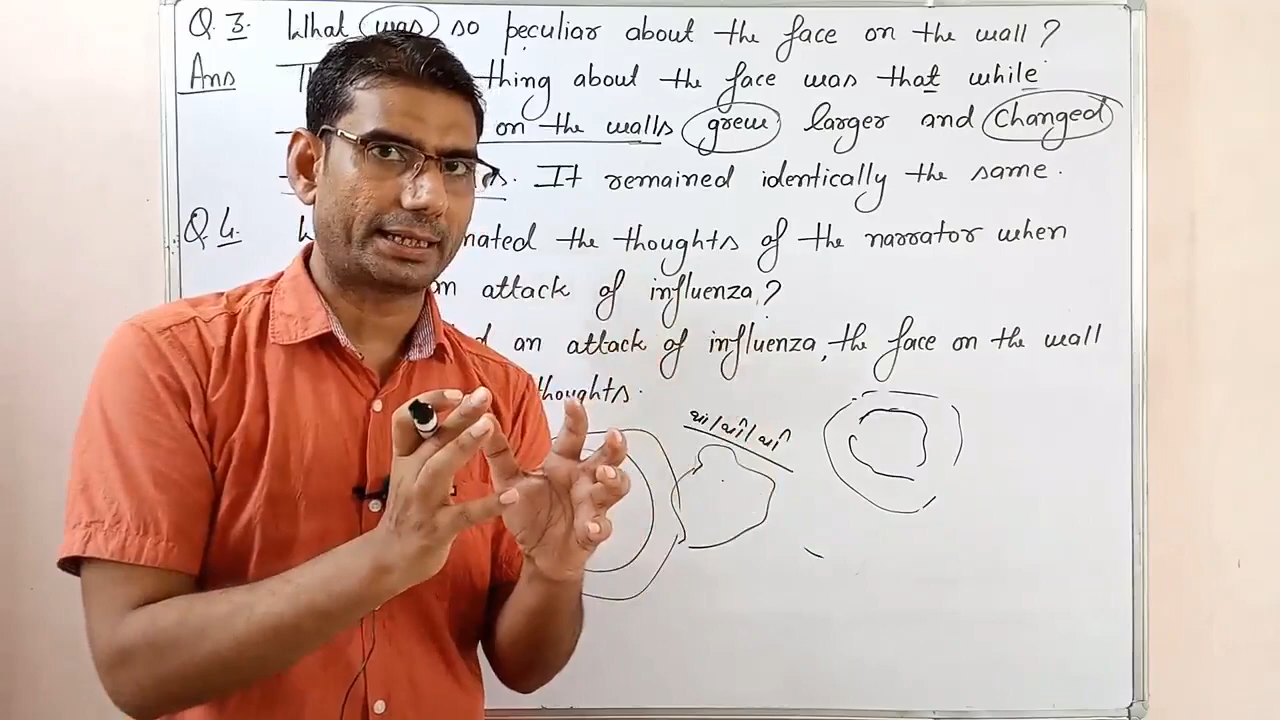 Q.3. What was so peculiar about the face on the wall?
Ans thing about the face was that while
on the walls grew larger and changed
It remained identically the same.
Q.4. the thoughts of the narrator when
attack of influenza?
an attack of influenza, the face on the wall
thoughts.